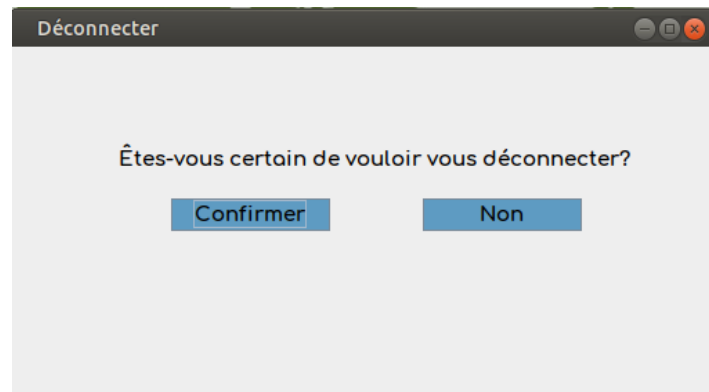 Déconnecter
Êtes-vous certain de vouloir vous déconnecter?
Confirmer Non